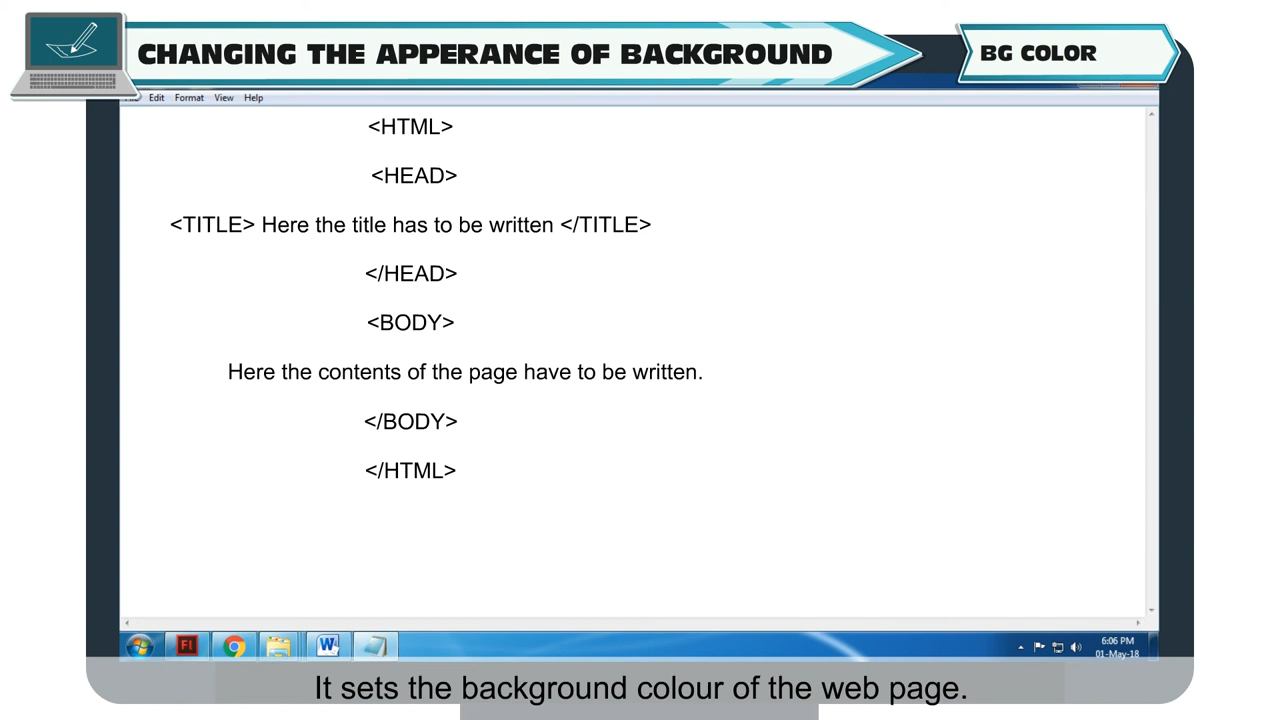 CHANGING THE APPERANCE OF BACKGROUND
BG COLOR
Edit Format View Help
<HTML>
<HEAD>
<TITLE> Here the title has to be written </TITLE>
</HEAD>
<BODY>
Here the contents of the page have to be written.
</BODY>
</HTML>
Fl
W
6:06 PM
01-May-18
It sets the background colour of the web page.